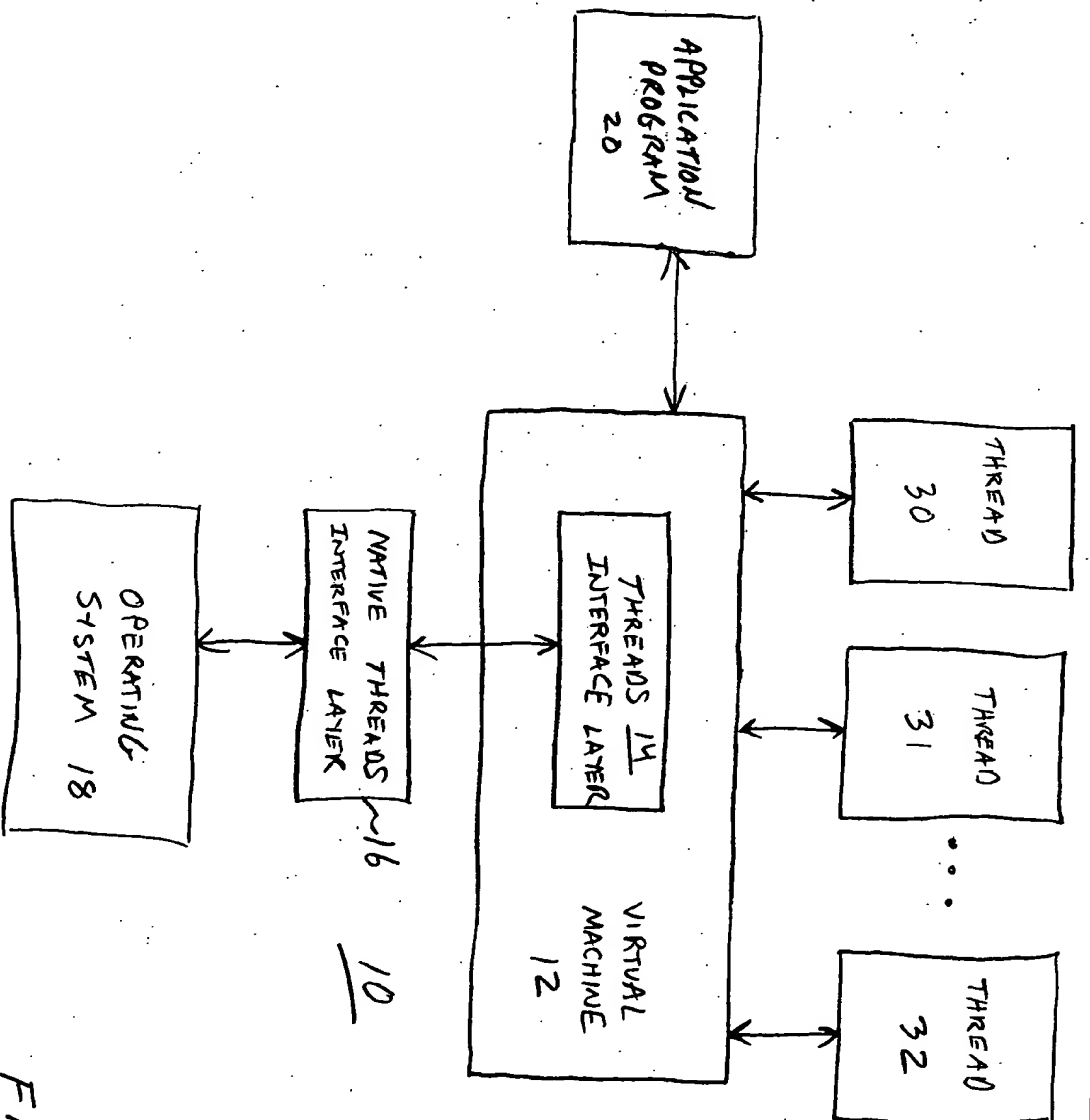 APPLICATION
PROGRAM
20
THREAD
30
THREAD
31
...
THREAD
32
THREADS 14
INTERFACE LAYER
VIRTUAL
MACHINE
12
NATIVE THREADS
INTERFACE LAYER
~16
10
OPERATING
SYSTEM 18